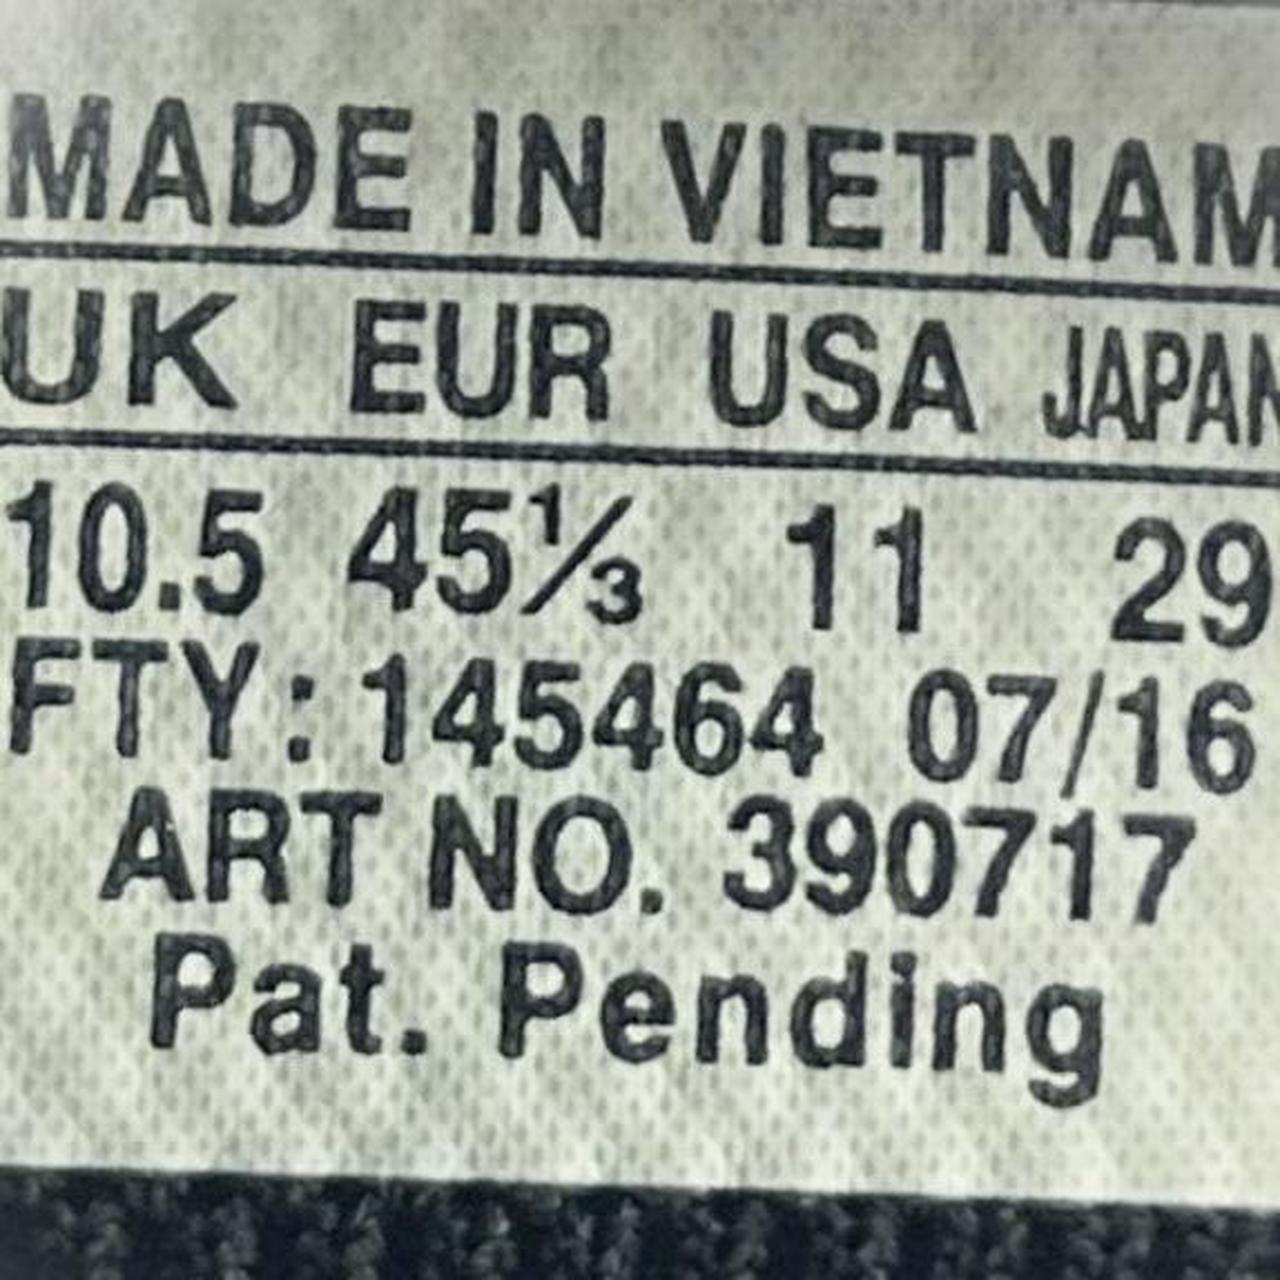 MADE IN VIETNAM
UK EUR USA JAPAN
10.5 45⅓ 11 29
FTY: 145464 07/16
ART NO. 390717
Pat. Pending